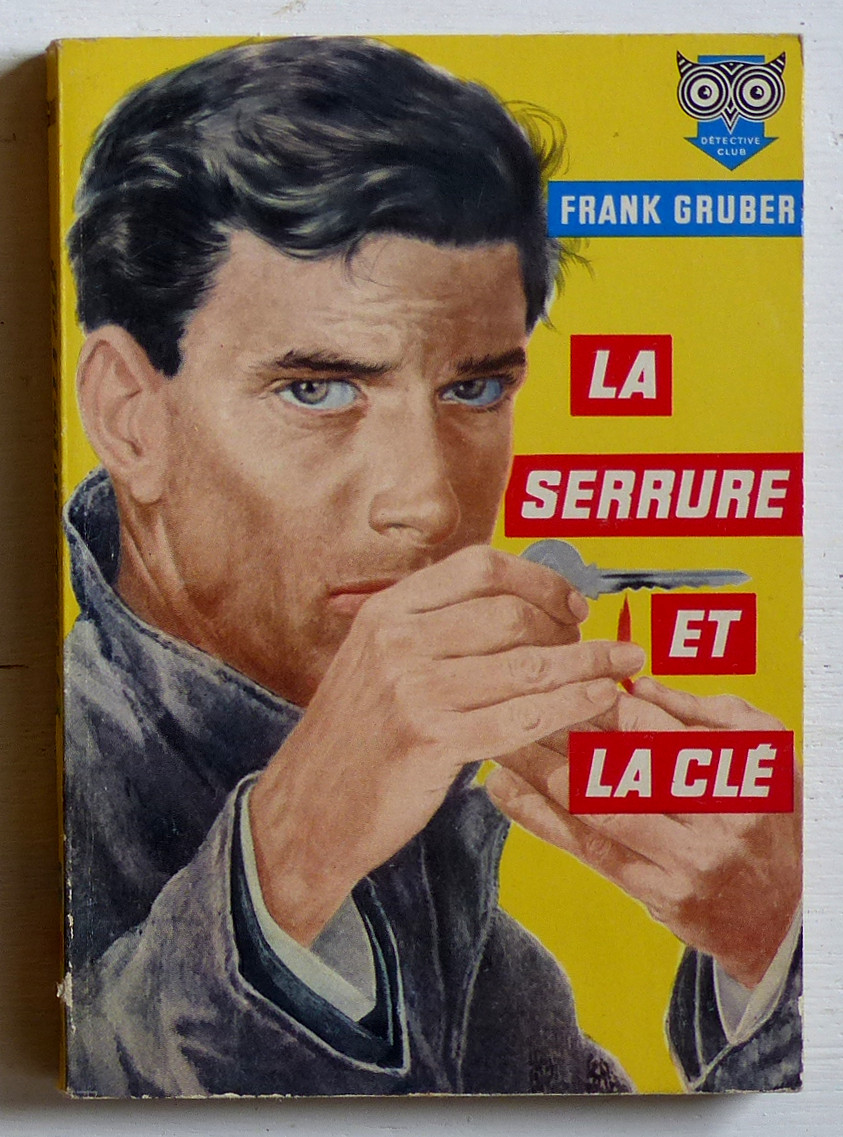 DÉTECTIVE
CLUB
FRANK GRUBER
LA
SERRURE
ET
LA CLÉ